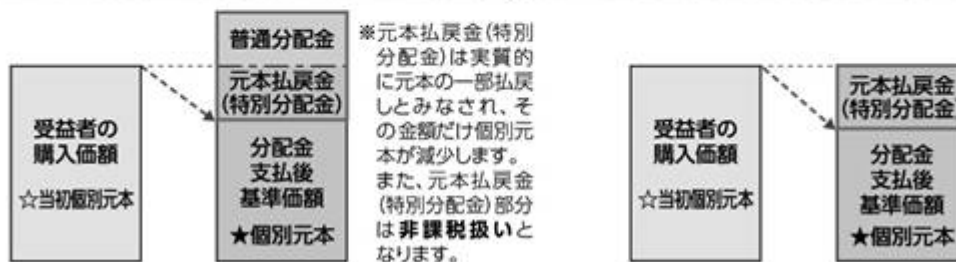 受益者の
購入価額
☆当初個別元本
普通分配金
元本払戻金
(特別分配金)
分配金
支払後
基準価額
★個別元本
※元本払戻金(特別
分配金)は実質的
に元本の一部払戻
しとみなされ、そ
の金額だけ個別元
本が減少します。
また、元本払戻金
(特別分配金)部分
は非課税扱いと
なります。
受益者の
購入価額
☆当初個別元本
元本払戻金
(特別分配金
分配金
支払後
基準価額
★個別元本